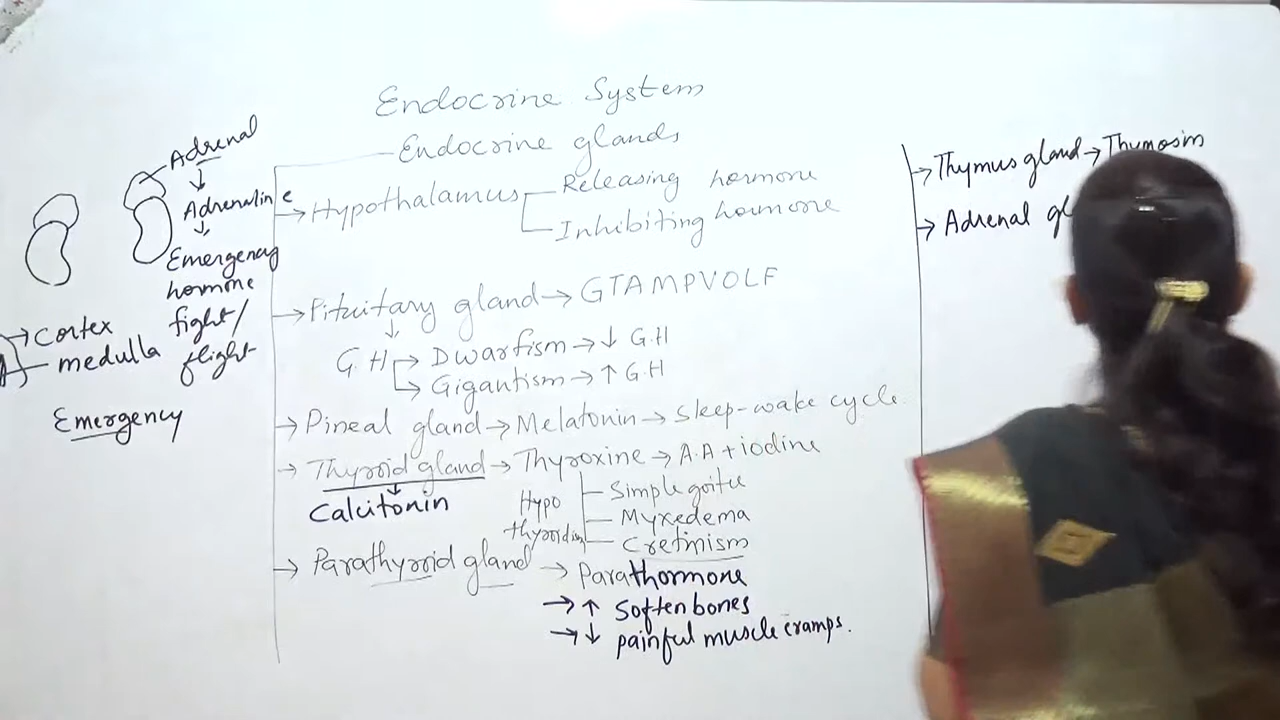 Endocrine System
Endocrine glands
Adrenal
Adrenaline
Emergency
hormone
fight/
flight
Cortex
medulla
Emergency
Hypothalamus
Releasing hormone
Inhibiting hormone
Pituitary gland → GTAMPVOLF
G.H → Dwarfism → ↓ G.H
→ Gigantism → ↑ G.H
→ Pineal gland → Melatonin → Sleep-wake cycle
→ Thyroid gland → Thyroxine → A.A + iodine
Calcitonin
Hypo
thyroidism
Simple goitre
Myxedema
Cretinism
→ Parathyroid gland → Parathormone
→ ↑ Soften bones
→ ↓ painful muscle cramps.
→ Thymus gland → Thymosin
→ Adrenal gl